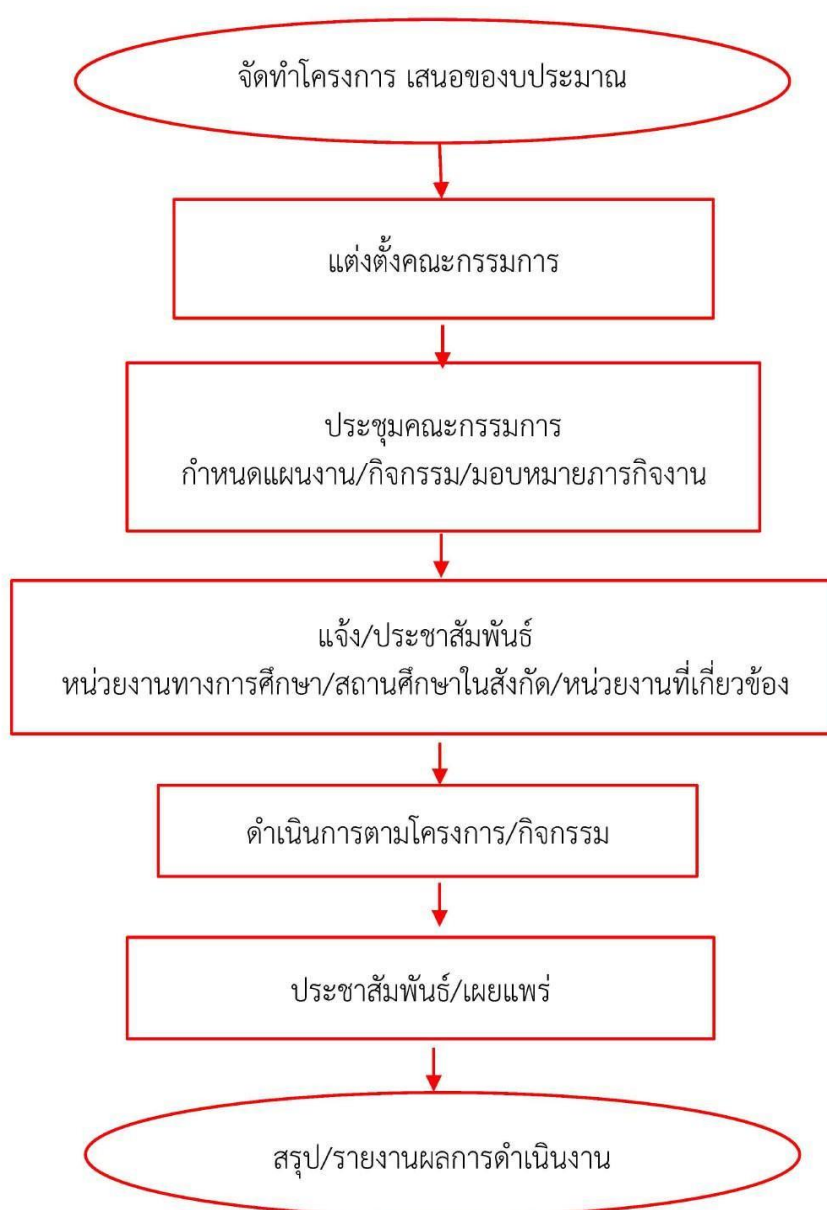 จัดทำโครงการ เสนอของบประมาณ
แต่งตั้งคณะกรรมการ
ประชุมคณะกรรมการ
กำหนดแผนงาน/กิจกรรม/มอบหมายภารกิจงาน
แจ้ง/ประชาสัมพันธ์
หน่วยงานทางการศึกษา/สถานศึกษาในสังกัด/หน่วยงานที่เกี่ยวข้อง
ดำเนินการตามโครงการ/กิจกรรม
ประชาสัมพันธ์/เผยแพร่
สรุป/รายงานผลการดำเนินงาน